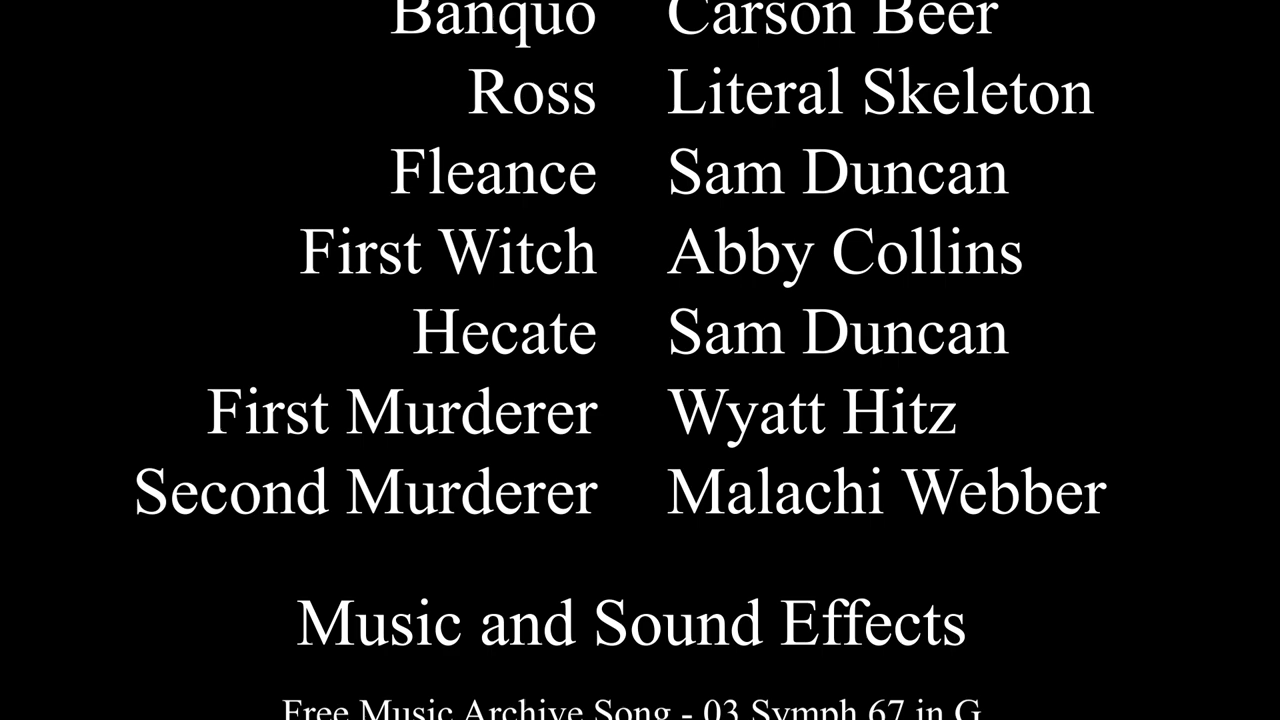 Banquo Carson Beer
Ross Literal Skeleton
Fleance Sam Duncan
First Witch Abby Collins
Hecate Sam Duncan
First Murderer Wyatt Hitz
Second Murderer Malachi Webber
Music and Sound Effects
Free Music Archive Song - 03 Symph 67 in G